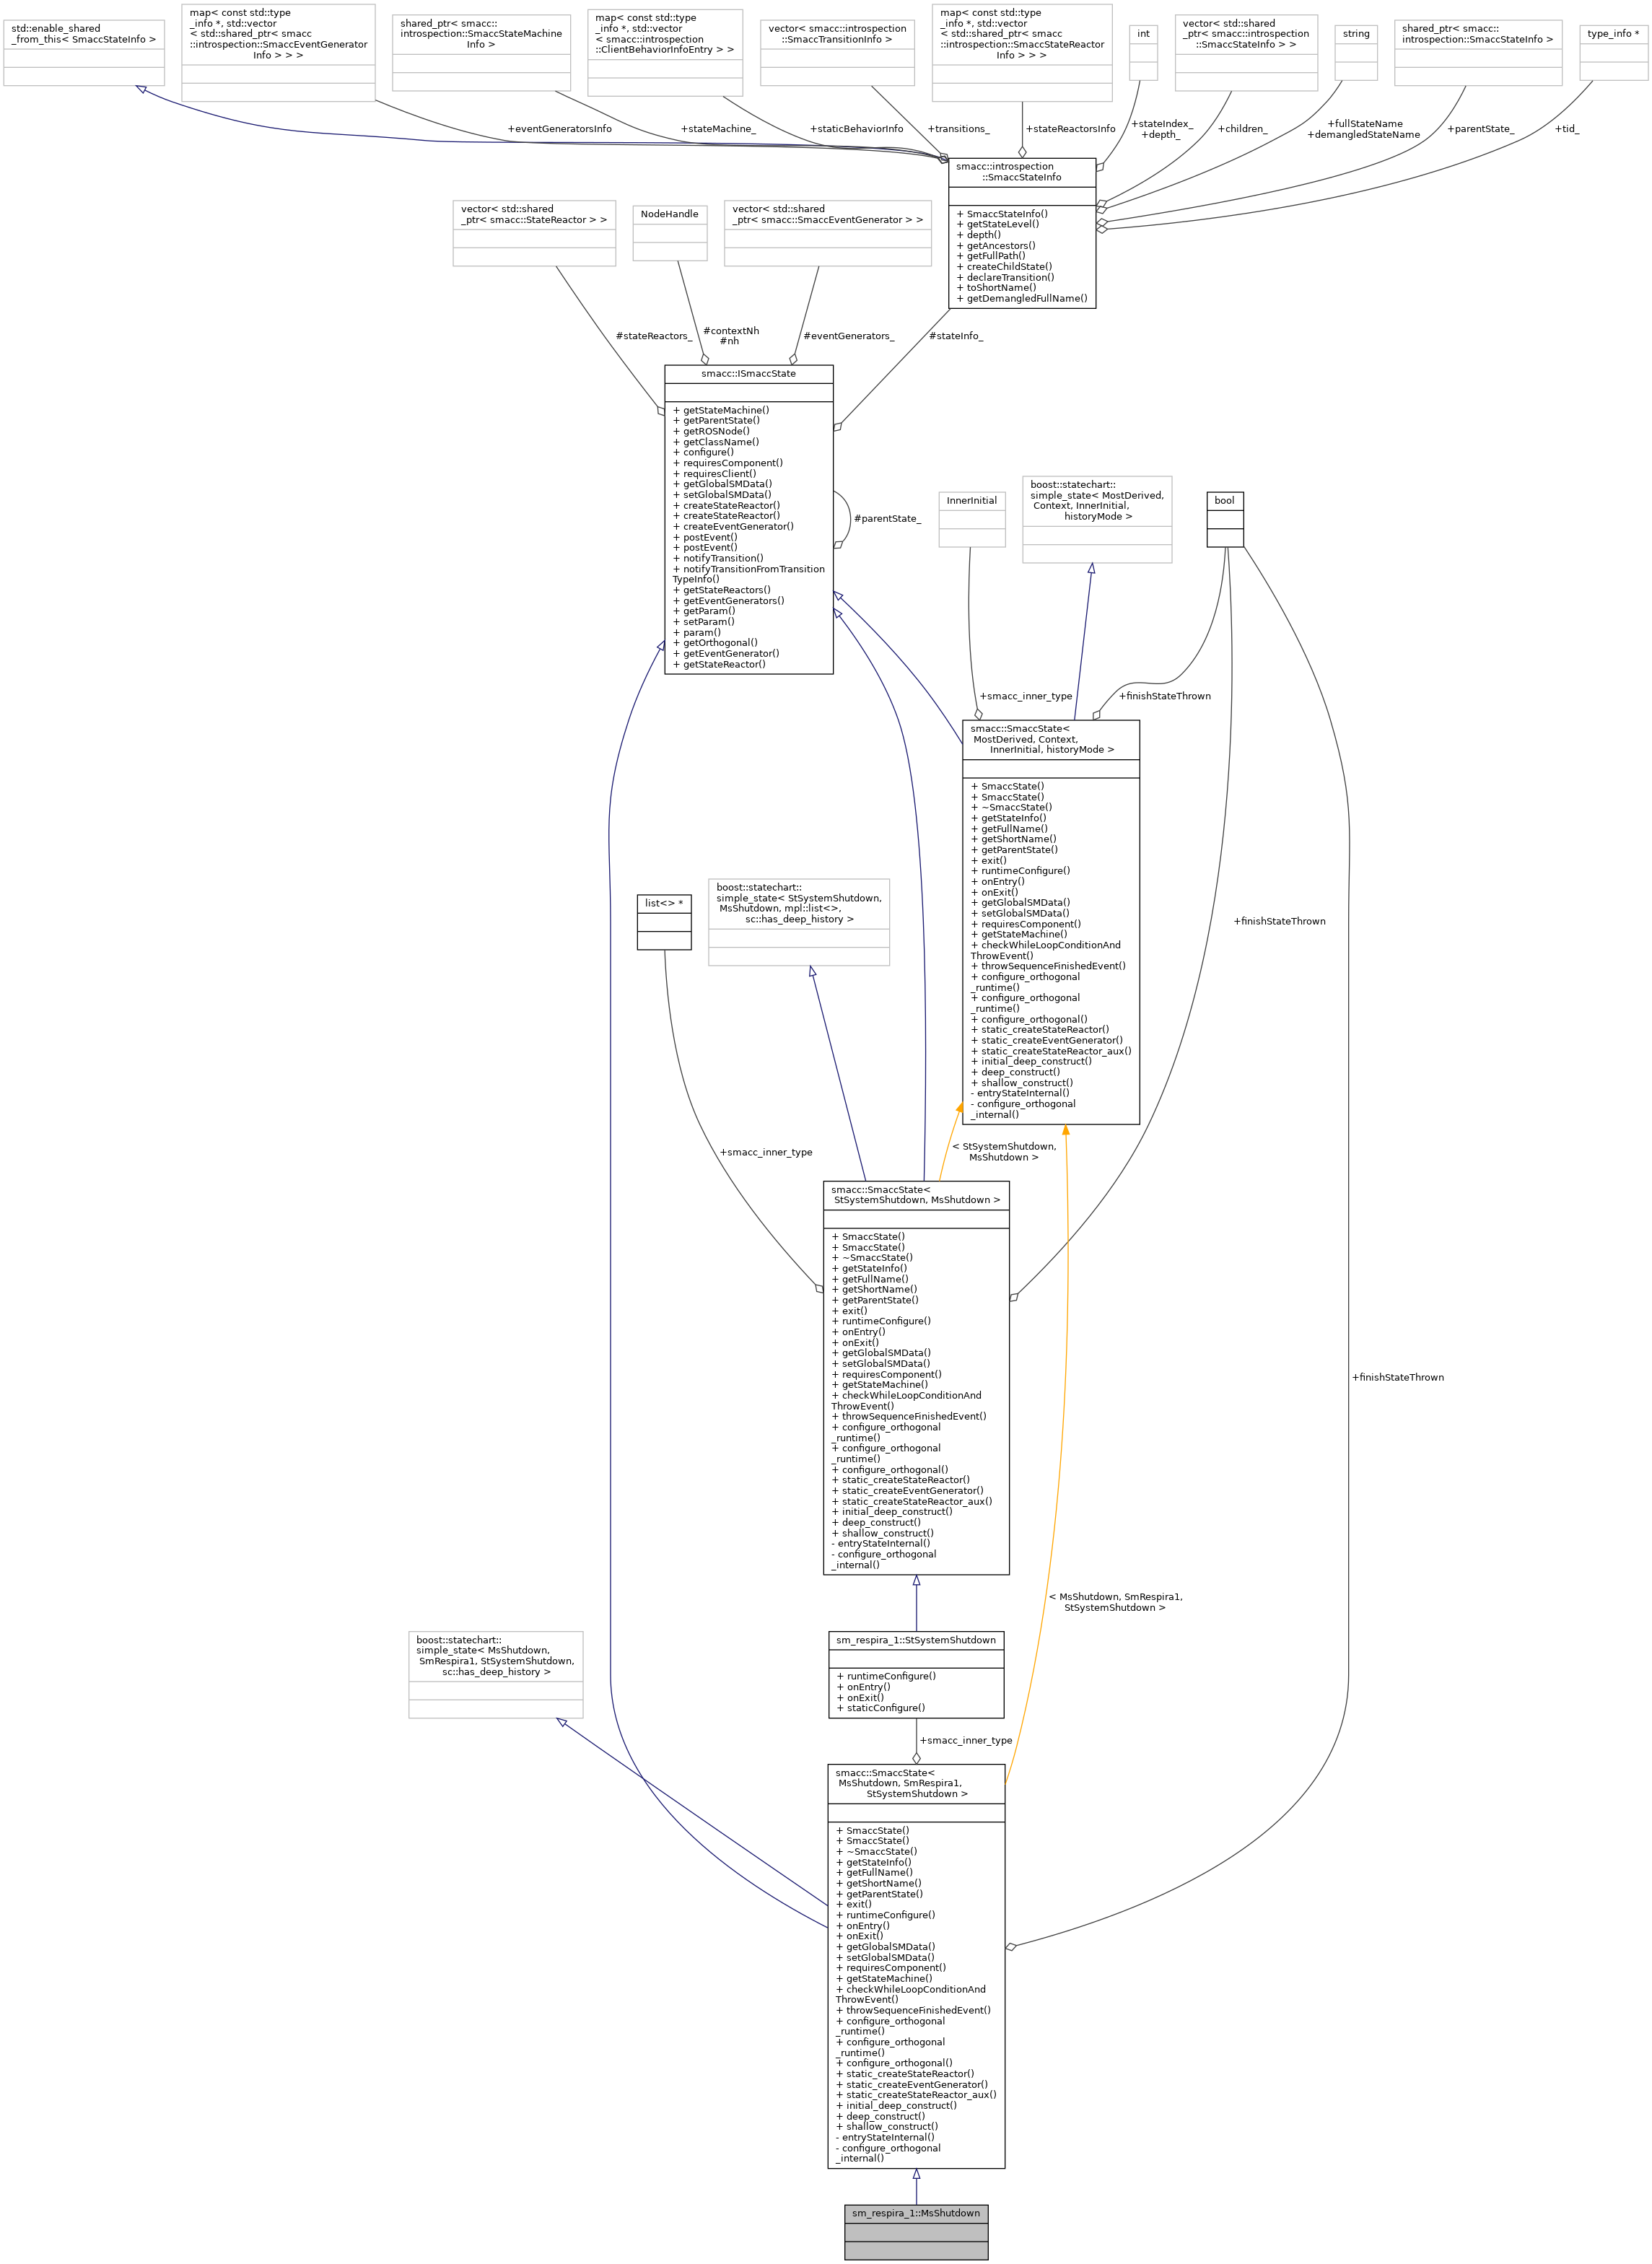 std::enable_shared
_from_this< SmaccStateInfo >
map< const std::type
_info *, std::vector
< std::shared_ptr< smacc
::introspection::SmaccEventGenerator
Info > > >
shared_ptr< smacc::
introspection::SmaccStateMachine
Info >
map< const std::type
_info *, std::vector
< smacc::introspection
::ClientBehaviorInfoEntry > >
vector< smacc::introspection
::SmaccTransitionInfo >
map< const std::type
_info *, std::vector
< std::shared_ptr< smacc
::introspection::SmaccStateReactor
Info > > >
int
vector< std::shared
_ptr< smacc::introspection
::SmaccStateInfo > >
string
shared_ptr< smacc::
introspection::SmaccStateInfo >
type_info *
+eventGeneratorsInfo
+stateMachine_
+staticBehaviorInfo
+transitions_
+stateReactorsInfo
+stateIndex_
+depth_
+children_
+fullStateName
+demangledStateName
+parentState_
+tid_
smacc::introspection
::SmaccStateInfo
+ SmaccStateInfo()
+ getStateLevel()
+ depth()
+ getAncestors()
+ getFullPath()
+ createChildState()
+ declareTransition()
+ toShortName()
+ getDemangledFullName()
vector< std::shared
_ptr< smacc::StateReactor > >
NodeHandle
vector< std::shared
_ptr< smacc::SmaccEventGenerator > >
#stateReactors_
#contextNh
#nh
#eventGenerators_
#stateInfo_
smacc::ISmaccState
+ getStateMachine()
+ getParentState()
+ getROSNode()
+ getClassName()
+ configure()
+ requiresComponent()
+ requiresClient()
+ getGlobalSMData()
+ setGlobalSMData()
+ createStateReactor()
+ createStateReactor()
+ createEventGenerator()
+ postEvent()
+ postEvent()
+ notifyTransition()
+ notifyTransitionFromTransition
TypeInfo()
+ getStateReactors()
+ getEventGenerators()
+ getParam()
+ setParam()
+ param()
+ getOrthogonal()
+ getEventGenerator()
+ getStateReactor()
#parentState_
InnerInitial
boost::statechart::
simple_state< MostDerived,
Context, InnerInitial,
historyMode >
bool
+smacc_inner_type
+finishStateThrown
smacc::SmaccState<
MostDerived, Context,
InnerInitial, historyMode >
+ SmaccState()
+ SmaccState()
+ ~SmaccState()
+ getStateInfo()
+ getFullName()
+ getShortName()
+ getParentState()
+ exit()
+ runtimeConfigure()
+ onEntry()
+ onExit()
+ getGlobalSMData()
+ setGlobalSMData()
+ requiresComponent()
+ getStateMachine()
+ checkWhileLoopConditionAnd
ThrowEvent()
+ throwSequenceFinishedEvent()
+ configure_orthogonal
_runtime()
+ configure_orthogonal
_runtime()
+ configure_orthogonal()
+ static_createStateReactor()
+ static_createEventGenerator()
+ static_createStateReactor_aux()
+ initial_deep_construct()
+ deep_construct()
+ shallow_construct()
- entryStateInternal()
- configure_orthogonal
_internal()
list<> *
boost::statechart::
simple_state< StSystemShutdown,
MsShutdown, mpl::list<>,
sc::has_deep_history >
+finishStateThrown
+smacc_inner_type
< StSystemShutdown,
MsShutdown >
smacc::SmaccState<
StSystemShutdown, MsShutdown >
+ SmaccState()
+ SmaccState()
+ ~SmaccState()
+ getStateInfo()
+ getFullName()
+ getShortName()
+ getParentState()
+ exit()
+ runtimeConfigure()
+ onEntry()
+ onExit()
+ getGlobalSMData()
+ setGlobalSMData()
+ requiresComponent()
+ getStateMachine()
+ checkWhileLoopConditionAnd
ThrowEvent()
+ throwSequenceFinishedEvent()
+ configure_orthogonal
_runtime()
+ configure_orthogonal
_runtime()
+ configure_orthogonal()
+ static_createStateReactor()
+ static_createEventGenerator()
+ static_createStateReactor_aux()
+ initial_deep_construct()
+ deep_construct()
+ shallow_construct()
- entryStateInternal()
- configure_orthogonal
_internal()
+finishStateThrown
< MsShutdown, SmRespira1,
StSystemShutdown >
boost::statechart::
simple_state< MsShutdown,
SmRespira1, StSystemShutdown,
sc::has_deep_history >
sm_respira_1::StSystemShutdown
+ runtimeConfigure()
+ onEntry()
+ onExit()
+ staticConfigure()
+smacc_inner_type
smacc::SmaccState<
MsShutdown, SmRespira1,
StSystemShutdown >
+ SmaccState()
+ SmaccState()
+ ~SmaccState()
+ getStateInfo()
+ getFullName()
+ getShortName()
+ getParentState()
+ exit()
+ runtimeConfigure()
+ onEntry()
+ onExit()
+ getGlobalSMData()
+ setGlobalSMData()
+ requiresComponent()
+ getStateMachine()
+ checkWhileLoopConditionAnd
ThrowEvent()
+ throwSequenceFinishedEvent()
+ configure_orthogonal
_runtime()
+ configure_orthogonal
_runtime()
+ configure_orthogonal()
+ static_createStateReactor()
+ static_createEventGenerator()
+ static_createStateReactor_aux()
+ initial_deep_construct()
+ deep_construct()
+ shallow_construct()
- entryStateInternal()
- configure_orthogonal
_internal()
sm_respira_1::MsShutdown